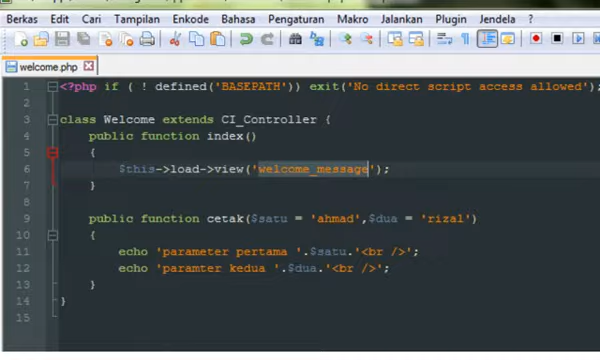 Berkas Edit Cari Tampilan Enkode Bahasa Pengaturan Makro Jalankan Plugin Jendela ?
welcome.php
1 <?php if ( ! defined('BASEPATH')) exit('No direct script access allowed');
2
3 class Welcome extends CI_Controller {
4 public function index()
5 {
6 $this->load->view('welcome_message');
7 }
8
9 public function cetak($satu = 'ahmad',$dua = 'rizal')
10 {
11 echo 'parameter pertama '.$satu.'<br />';
12 echo 'paramter kedua '.$dua.'<br />';
13 }
14 }
15